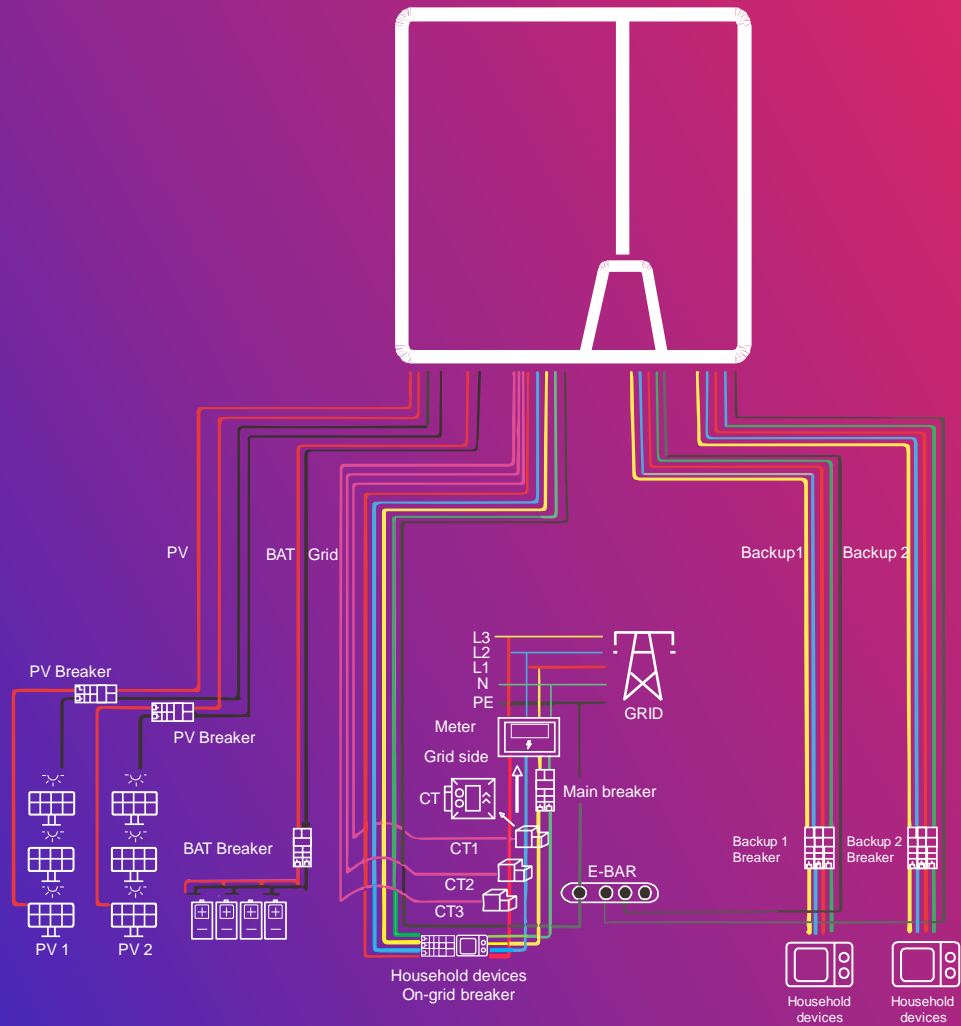 PV
BAT
Grid
Backup1
Backup 2
L3
L2
L1
N
PE
GRID
PV Breaker
PV Breaker
Meter
Grid side
CT
Main breaker
CT1
CT2
CT3
E-BAR
BAT Breaker
Backup 1
Breaker
Backup 2
Breaker
PV 1
PV 2
Household devices
On-grid breaker
Household
devices
Household
devices